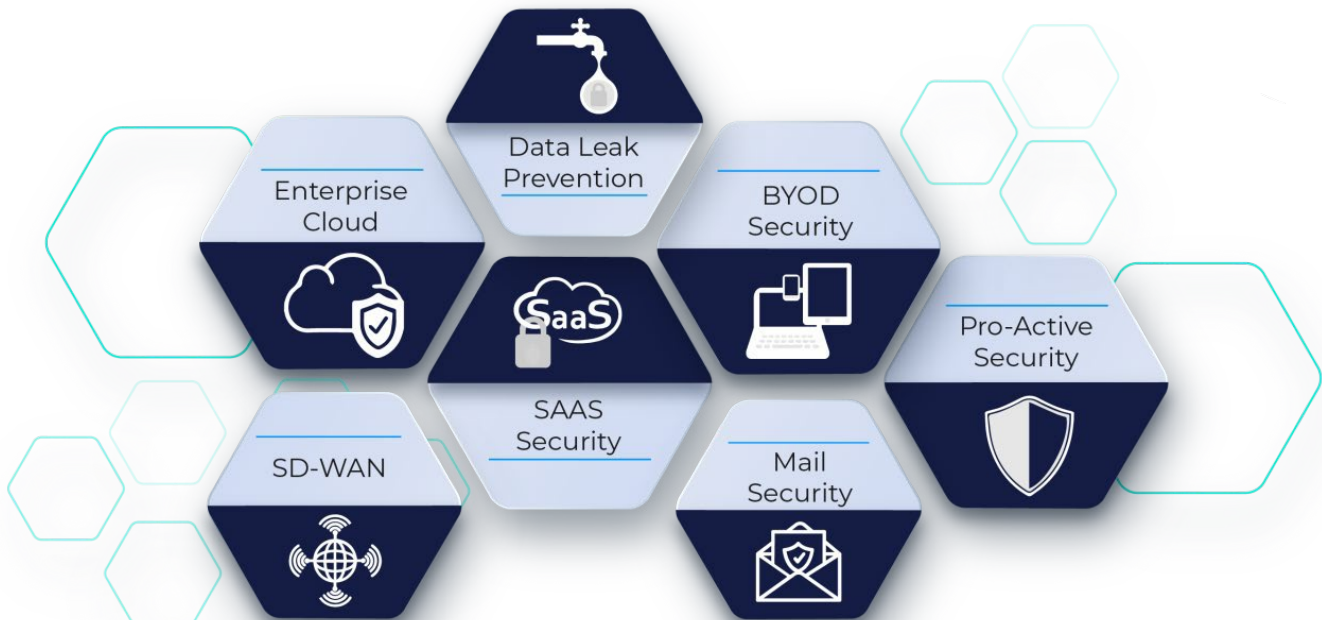 Data Leak
Prevention
Enterprise
Cloud
BYOD
Security
SaaS
Pro-Active
Security
SAAS
Security
SD-WAN
Mail
Security